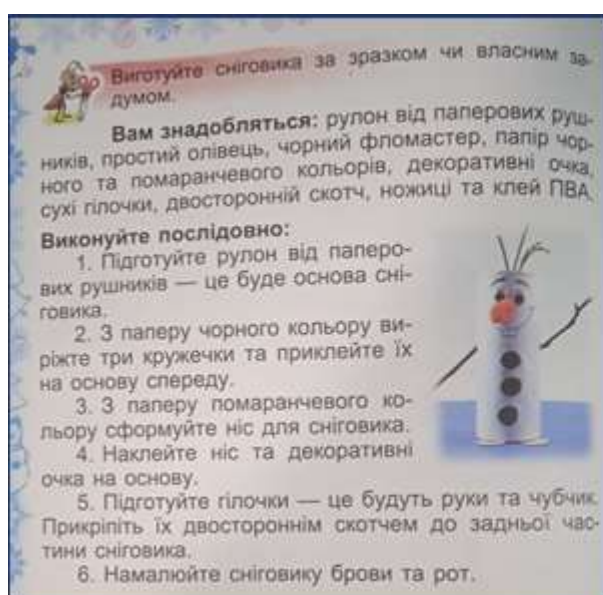 Виготуйте сніговика за зразком чи власним за-
думом.
Вам знадобляться: рулон від паперових руш-
ників, простий олівець, чорний фломастер, папір чор-
ного та помаранчевого кольорів, декоративні очка,
сухі гілочки, двосторонній скотч, ножиці та клей ПВА.
Виконуйте послідовно:
1. Підготуйте рулон від паперо-
вих рушників — це буде основа сні-
говика.
2. З паперу чорного кольору ви-
ріжте три кружечки та приклейте їх
на основу спереду.
3. З паперу помаранчевого ко-
льору сформуйте ніс для сніговика.
4. Наклейте ніс та декоративні
очка на основу.
5. Підготуйте гілочки — це будуть руки та чубчик.
Прикріпіть їх двостороннім скотчем до задньої час-
тини сніговика.
6. Намалюйте сніговику брови та рот.